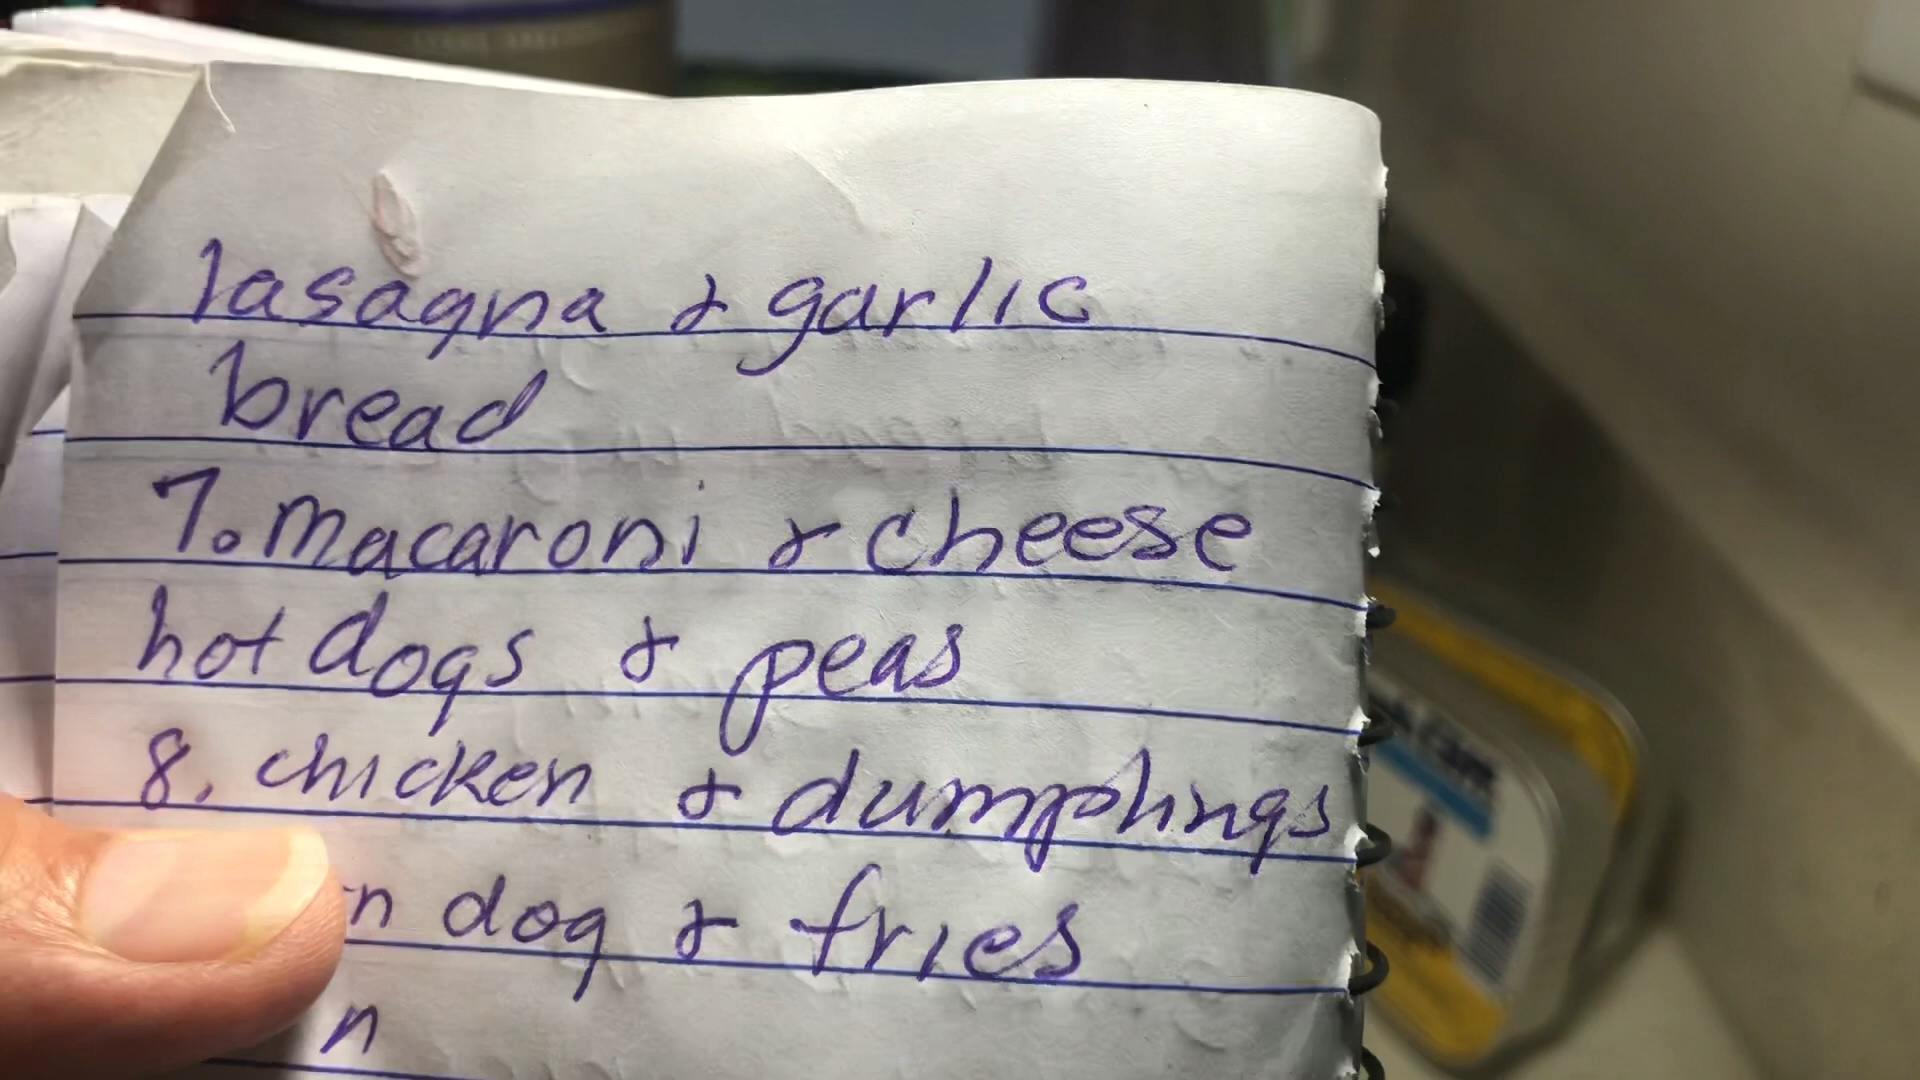 lasagna & garlic
bread
7. macaroni & cheese
hot dogs & peas
8. chicken & dumplings
dog & fries